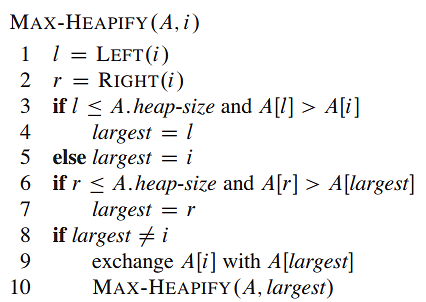 MAX-HEAPIFY(A, i)
1 l = LEFT(i)
2 r = RIGHT(i)
3 if l ≤ A.heap-size and A[l] > A[i]
4 largest = l
5 else largest = i
6 if r ≤ A.heap-size and A[r] > A[largest]
7 largest = r
8 if largest ≠ i
9 exchange A[i] with A[largest]
10 MAX-HEAPIFY(A, largest)